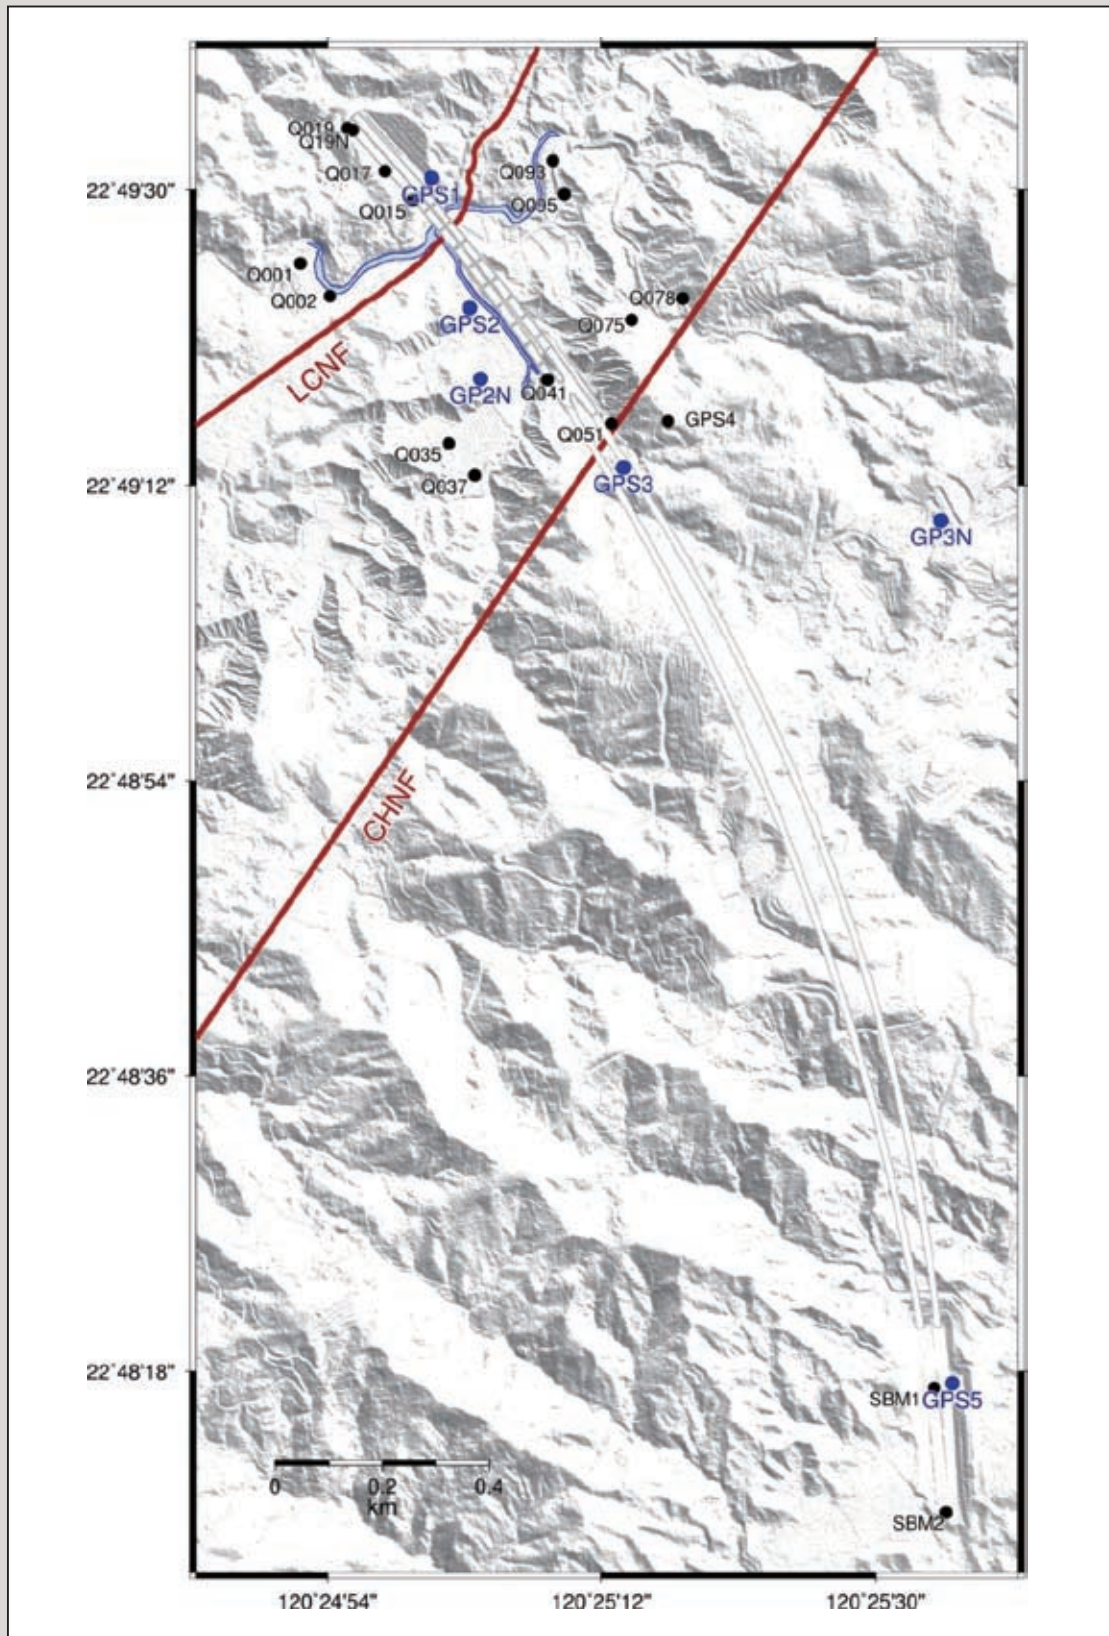 Q019
Q19N
Q093
Q017
22°49'30"
GPS1
Q095
Q015
Q001
Q002
Q078
GPS2
Q075
LCNF
GP2N
Q041
GPS4
Q051
Q035
Q037
22°49'12"
GPS3
GP3N
22°48'54"
CHNF
22°48'36"
22°48'18"
SBM1
GPS5
0 0.2 0.4
km
SBM2
120°24'54" 120°25'12" 120°25'30"